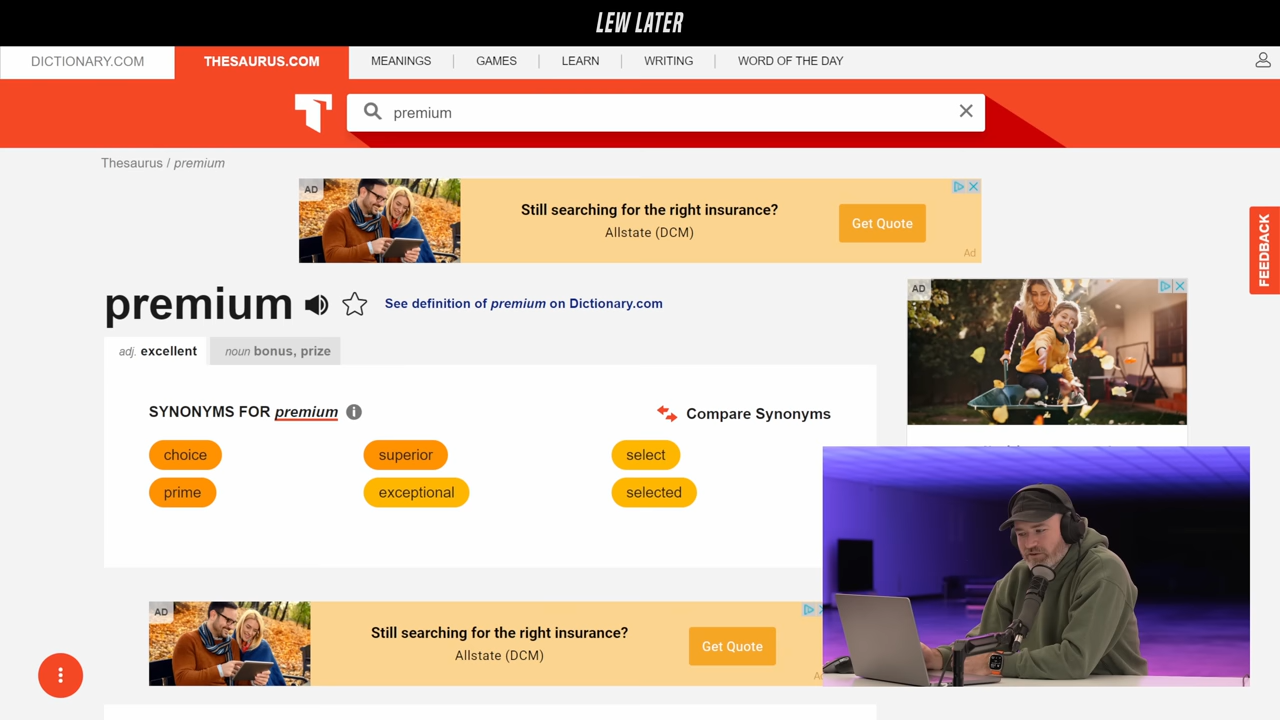 LEW LATER
DICTIONARY.COM
THESAURUS.COM
MEANINGS
GAMES
LEARN
WRITING
WORD OF THE DAY
premium
Thesaurus / premium
AD
Still searching for the right insurance?
Allstate (DCM)
Get Quote
Ad
FEEDBACK
premium
See definition of premium on Dictionary.com
AD
adj. excellent
noun bonus, prize
SYNONYMS FOR premium
Compare Synonyms
choice
superior
select
prime
exceptional
selected
AD
Still searching for the right insurance?
Allstate (DCM)
Get Quote